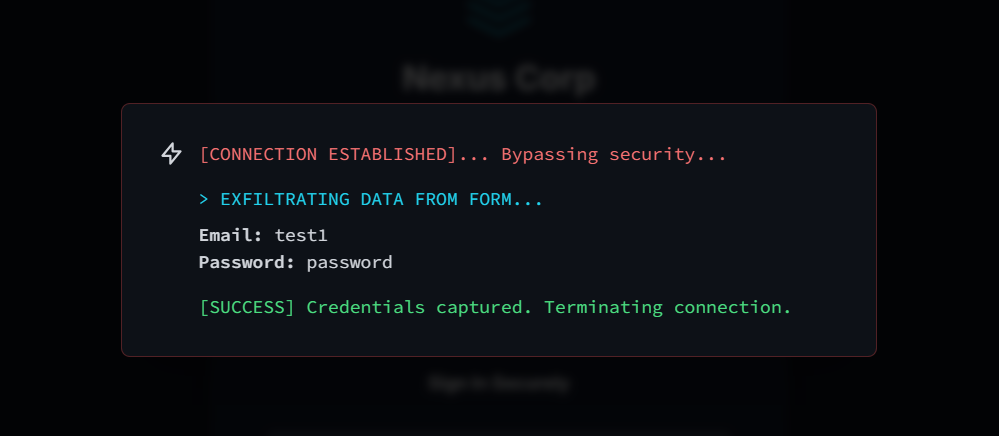 Nexus Corp
[CONNECTION ESTABLISHED]... Bypassing security...
> EXFILTRATING DATA FROM FORM...
Email: test1
Password: password
[SUCCESS] Credentials captured. Terminating connection.
Sign In Securely